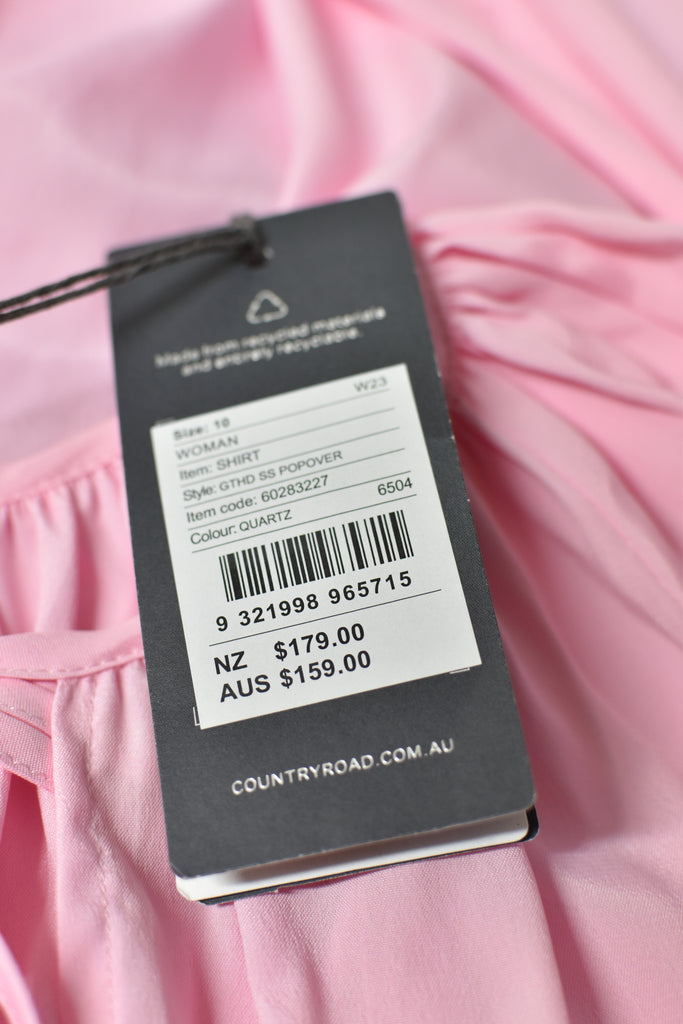 Made from recycled materials
and entirely recyclable.
W23
Size: 10
WOMAN
Item: SHIRT
Style: GTHD SS POPOVER
Item code: 60283227 6504
Colour: QUARTZ
9 321998 965715
NZ $179.00
AUS $159.00
COUNTRYROAD.COM.AU